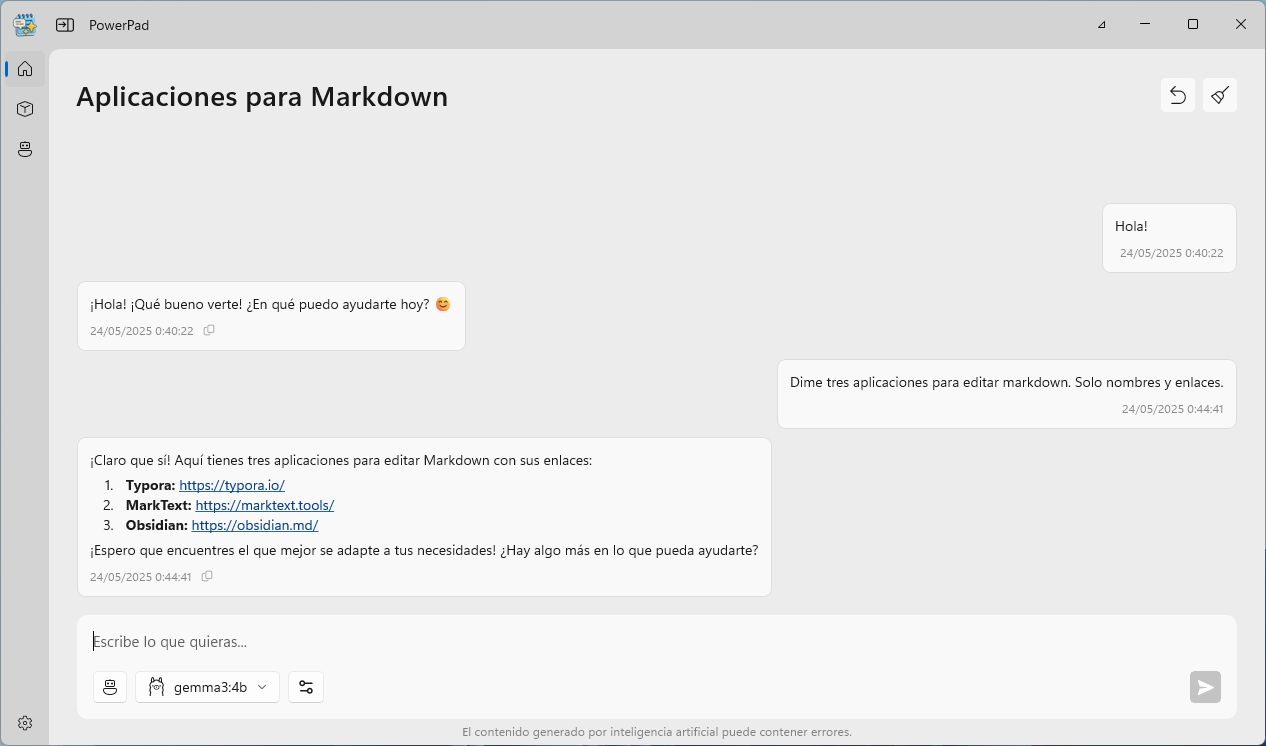 PowerPad
Aplicaciones para Markdown
Hola!
24/05/2025 0:40:22
¡Hola! ¡Qué bueno verte! ¿En qué puedo ayudarte hoy? 😊
24/05/2025 0:40:22
Dime tres aplicaciones para editar markdown. Solo nombres y enlaces.
24/05/2025 0:44:41
¡Claro que sí! Aquí tienes tres aplicaciones para editar Markdown con sus enlaces:
1. Typora: https://typora.io/
2. MarkText: https://marktext.tools/
3. Obsidian: https://obsidian.md/
¡Espero que encuentres el que mejor se adapte a tus necesidades! ¿Hay algo más en lo que pueda ayudarte?
24/05/2025 0:44:41
Escribe lo que quieras...
gemma3:4b
El contenido generado por inteligencia artificial puede contener errores.